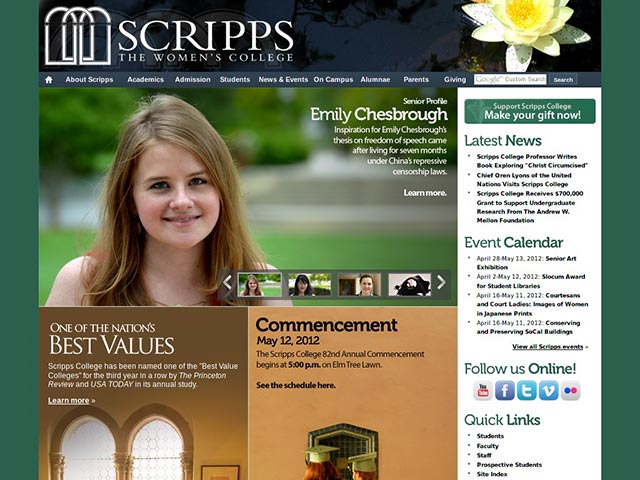 SCRIPPS
THE WOMEN'S COLLEGE
About Scripps Academics Admission Students News & Events On Campus Alumnae Parents Giving Google™ Custom Search Search
Senior Profile
Emily Chesbrough
Inspiration for Emily Chesbrough's
thesis on freedom of speech came
after living for seven months
under China's repressive
censorship laws.
Learn more.
ONE OF THE NATION'S
BEST VALUES
Scripps College has been named one of the "Best Value
Colleges" for the third year in a row by The Princeton
Review and USA TODAY in its annual study.
Learn more »
Commencement
May 12, 2012
The Scripps College 82nd Annual Commencement
begins at 5:00 p.m. on Elm Tree Lawn.
See the schedule here.
Support Scripps College
Make your gift now!
Latest News
Scripps College Professor Writes
Book Exploring "Christ Circumcised"
Chief Oren Lyons of the United
Nations Visits Scripps College
Scripps College Receives $700,000
Grant to Support Undergraduate
Research From The Andrew W.
Mellon Foundation
Event Calendar
April 28-May 13, 2012: Senior Art
Exhibition
April 2-May 12, 2012: Slocum Award
for Student Libraries
April 16-May 11, 2012: Courtesans
and Court Ladies: Images of Women
in Japanese Prints
April 16-May 11, 2012: Conserving
and Preserving SoCal Buildings
View all Scripps events »
Follow us Online!
You Tube f t v
Quick Links
Students
Faculty
Staff
Prospective Students
Site Index